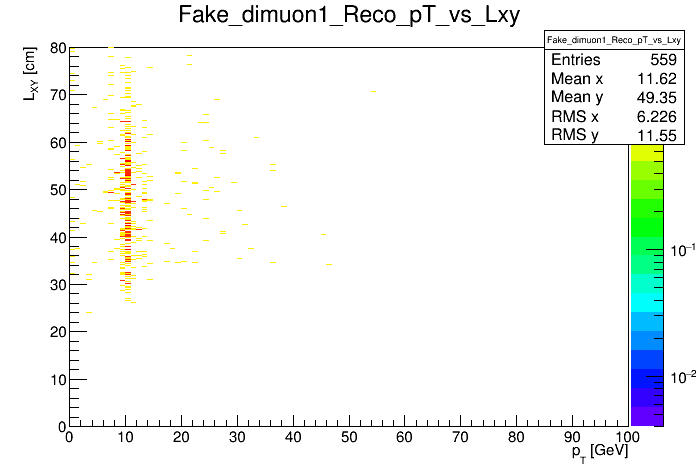 Fake_dimuon1_Reco_pT_vs_Lxy
Fake_dimuon1_Reco_pT_vs_Lxy
Entries 559
Mean x 11.62
Mean y 49.35
RMS x 6.226
RMS y 11.55
L_XY [cm]
80
70
60
50
40
30
20
10
0
0 10 20 30 40 50 60 70 80 90 100
p_T [GeV]
10⁻¹
10⁻²